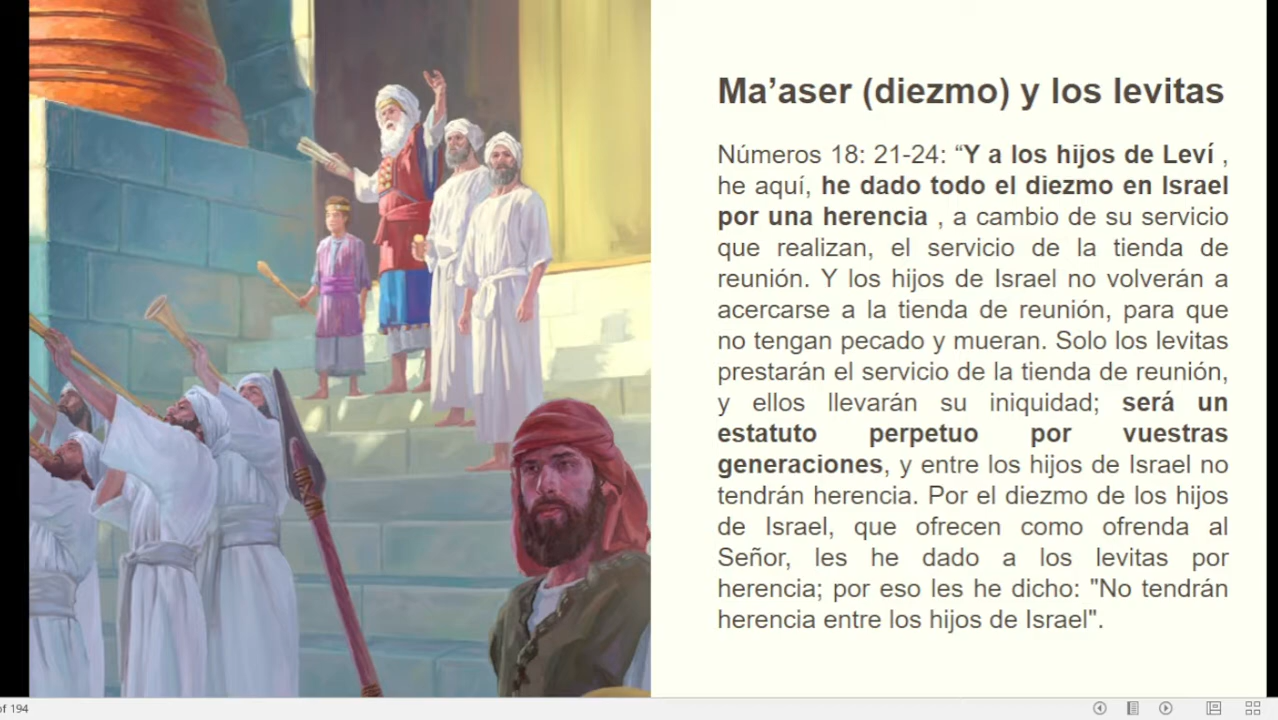 Ma’aser (diezmo) y los levitas
Números 18: 21-24: “Y a los hijos de Leví ,
he aquí, he dado todo el diezmo en Israel
por una herencia , a cambio de su servicio
que realizan, el servicio de la tienda de
reunión. Y los hijos de Israel no volverán a
acercarse a la tienda de reunión, para que
no tengan pecado y mueran. Solo los levitas
prestarán el servicio de la tienda de reunión,
y ellos llevarán su iniquidad; será un
estatuto perpetuo por vuestras
generaciones, y entre los hijos de Israel no
tendrán herencia. Por el diezmo de los hijos
de Israel, que ofrecen como ofrenda al
Señor, les he dado a los levitas por
herencia; por eso les he dicho: "No tendrán
herencia entre los hijos de Israel".
of 194